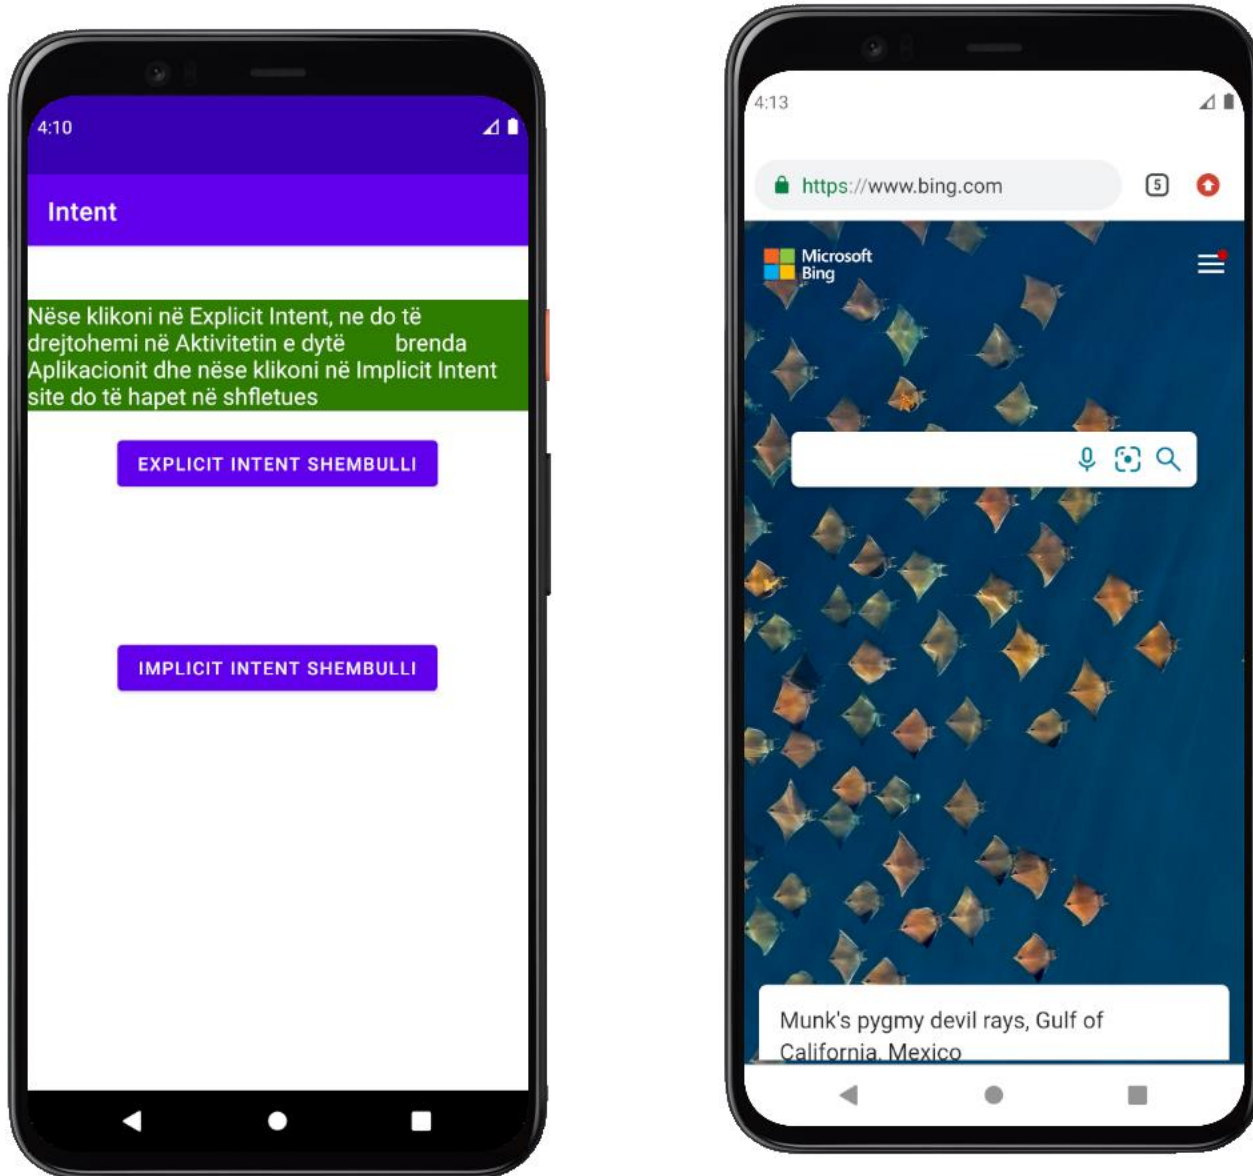 4:10
Intent
Nëse klikoni në Explicit Intent, ne do të
drejtohemi në Aktivitetin e dytë brenda
Aplikacionit dhe nëse klikoni në Implicit Intent
site do të hapet në shfletues
EXPLICIT INTENT SHEMBULLI
IMPLICIT INTENT SHEMBULLI
4:13
https://www.bing.com
5
Microsoft
Bing
Munk's pygmy devil rays, Gulf of
California, Mexico